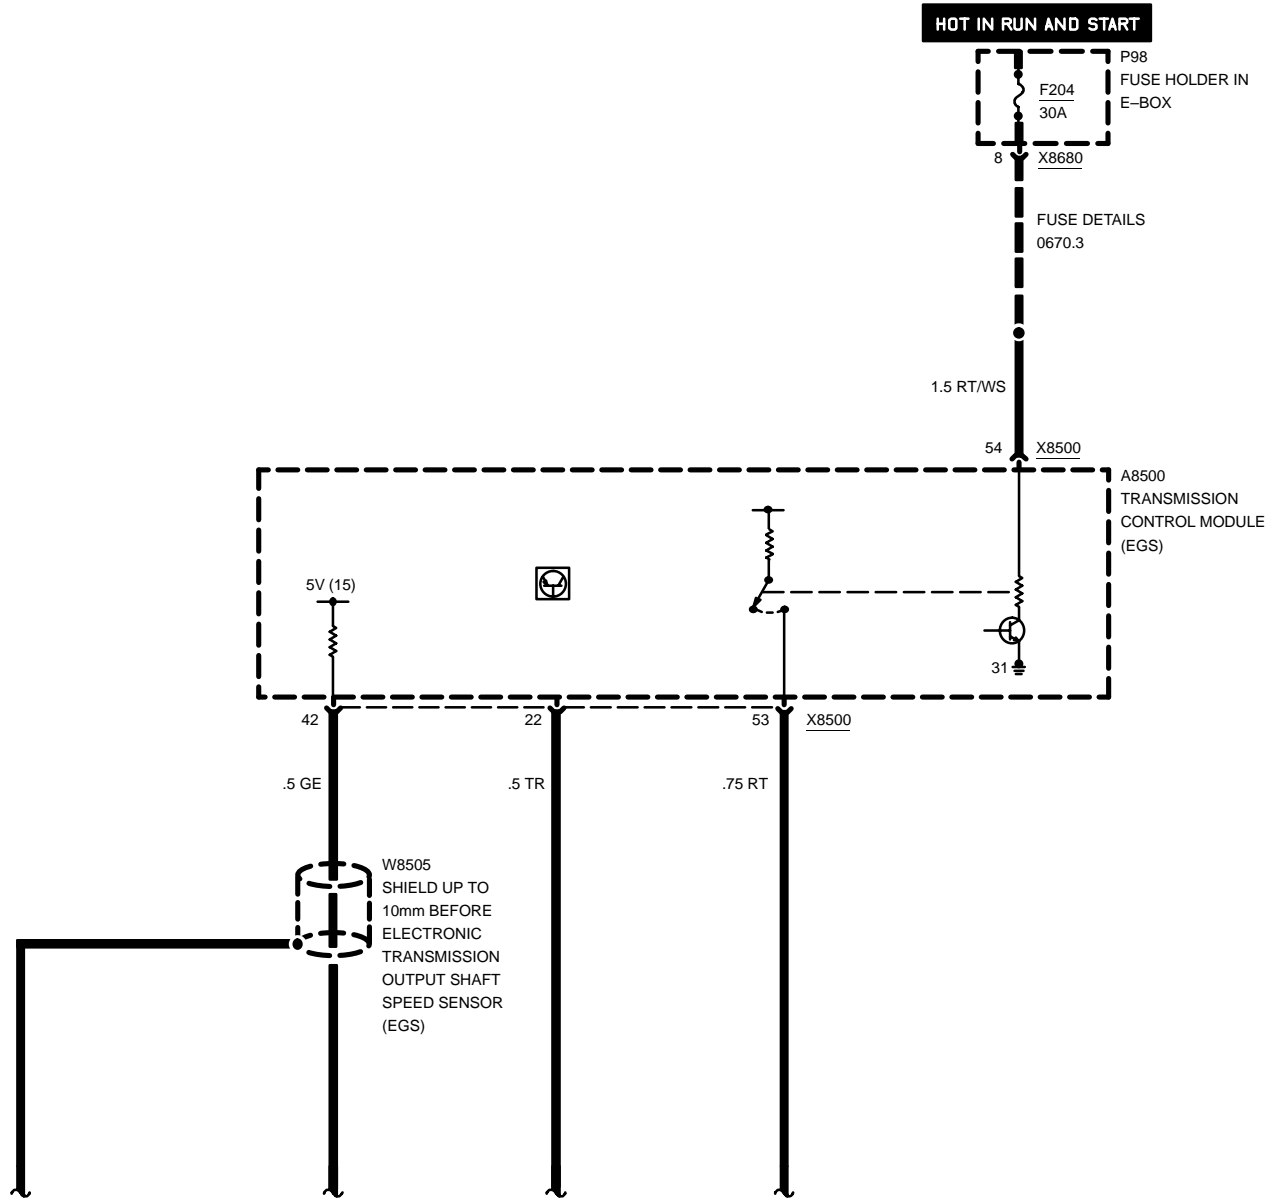 HOT IN RUN AND START
P98
FUSE HOLDER IN
E–BOX
F204
30A
8
X8680
FUSE DETAILS
0670.3
1.5 RT/WS
54
X8500
A8500
TRANSMISSION
CONTROL MODULE
(EGS)
5V (15)
31
42
22
53
X8500
.5 GE
.5 TR
.75 RT
W8505
SHIELD UP TO
10mm BEFORE
ELECTRONIC
TRANSMISSION
OUTPUT SHAFT
SPEED SENSOR
(EGS)